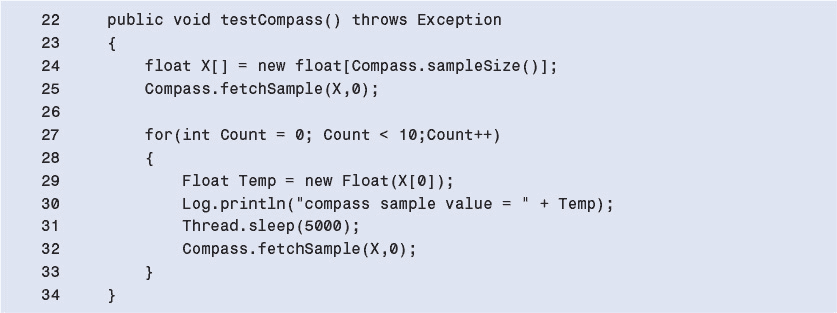 22 public void testCompass() throws Exception
23 {
24 float X[] = new float[Compass.sampleSize()];
25 Compass.fetchSample(X,0);
26
27 for(int Count = 0; Count < 10;Count++)
28 {
29 Float Temp = new Float(X[0]);
30 Log.println("compass sample value = " + Temp);
31 Thread.sleep(5000);
32 Compass.fetchSample(X,0);
33 }
34 }